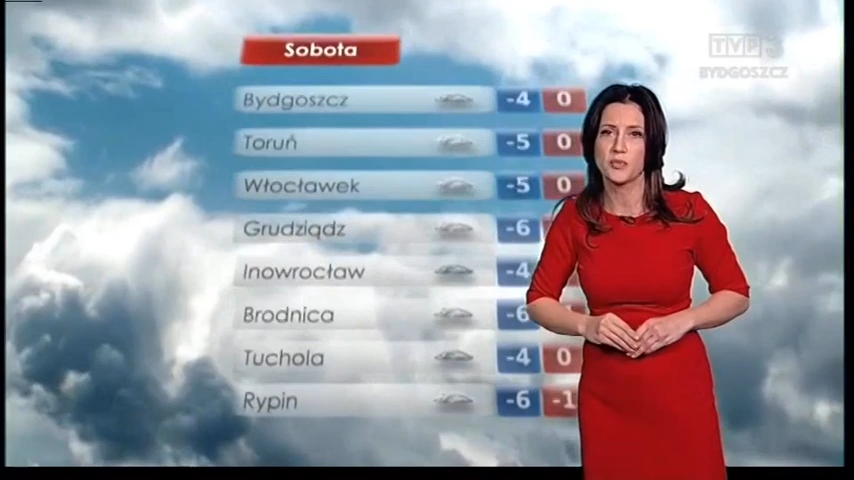 Sobota
TVP 3
BYDGOSZCZ
Bydgoszcz -4 0
Toruń -5 0
Włocławek -5 0
Grudziądz -6
Inowrocław -4
Brodnica -6
Tuchola -4 0
Rypin -6 -1